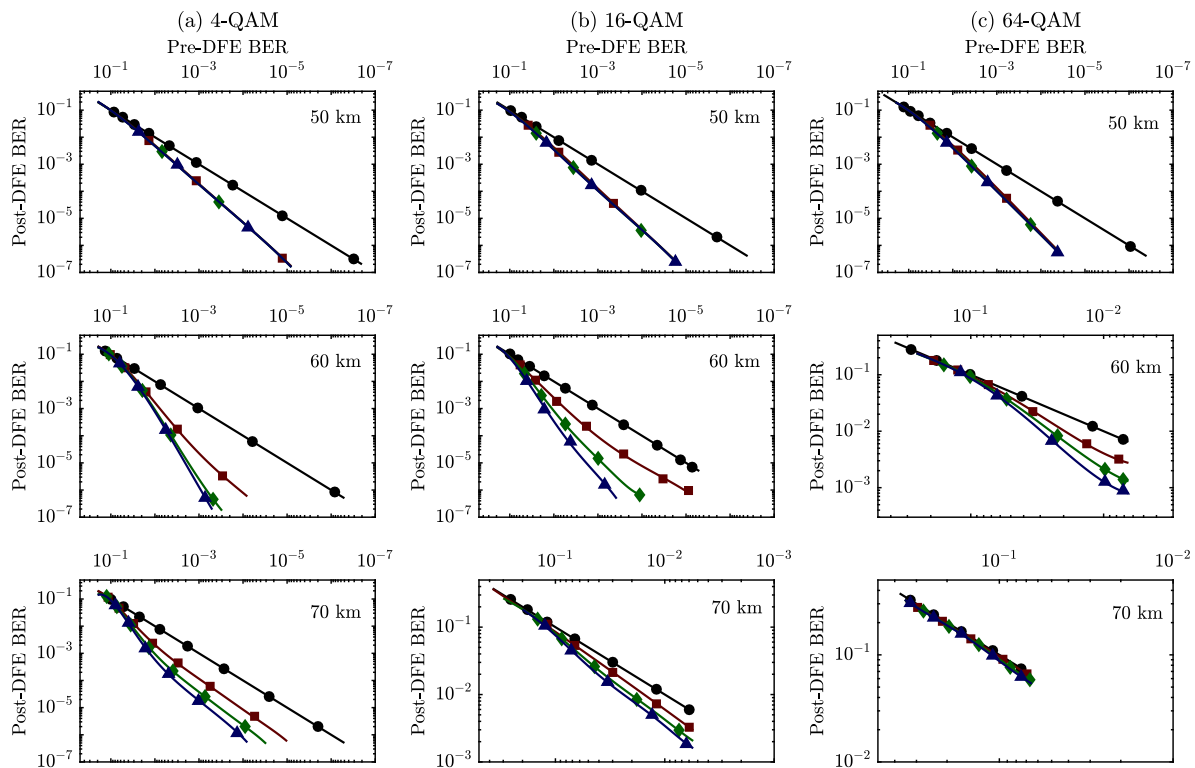 (a) 4-QAM (b) 16-QAM (c) 64-QAM
Pre-DFE BER Pre-DFE BER Pre-DFE BER
10⁻¹ 10⁻³ 10⁻⁵ 10⁻⁷ 10⁻¹ 10⁻³ 10⁻⁵ 10⁻⁷ 10⁻¹ 10⁻³ 10⁻⁵ 10⁻⁷
Post-DFE BER 10⁻¹ 10⁻³ 10⁻⁵ 10⁻⁷ 50 km
Post-DFE BER 10⁻¹ 10⁻³ 10⁻⁵ 10⁻⁷ 50 km
Post-DFE BER 10⁻¹ 10⁻³ 10⁻⁵ 10⁻⁷ 50 km
10⁻¹ 10⁻³ 10⁻⁵ 10⁻⁷ 10⁻¹ 10⁻³ 10⁻⁵ 10⁻⁷ 10⁻¹ 10⁻²
Post-DFE BER 10⁻¹ 10⁻³ 10⁻⁵ 10⁻⁷ 60 km
Post-DFE BER 10⁻¹ 10⁻³ 10⁻⁵ 10⁻⁷ 60 km
Post-DFE BER 10⁻¹ 10⁻² 10⁻³ 60 km
10⁻¹ 10⁻³ 10⁻⁵ 10⁻⁷ 10⁻¹ 10⁻² 10⁻³ 10⁻¹ 10⁻²
Post-DFE BER 10⁻¹ 10⁻³ 10⁻⁵ 10⁻⁷ 70 km
Post-DFE BER 10⁻¹ 10⁻² 10⁻³ 70 km
Post-DFE BER 10⁻¹ 10⁻² 70 km